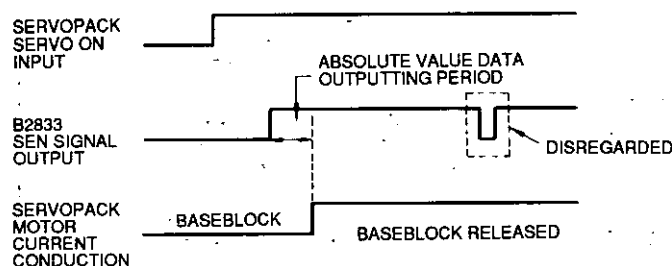 SERVOPACK
SERVO ON
INPUT
ABSOLUTE VALUE DATA
OUTPUTTING PERIOD
B2833
SEN SIGNAL
OUTPUT
DISREGARDED
SERVOPACK
MOTOR
CURRENT
CONDUCTION
BASEBLOCK
BASEBLOCK RELEASED